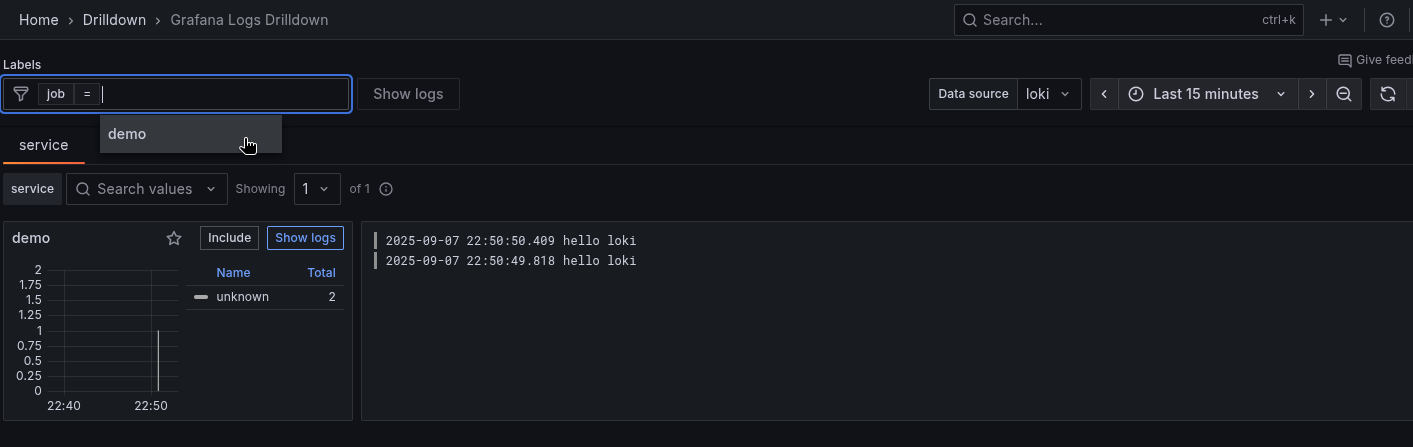 Home › Drilldown › Grafana Logs Drilldown
Search... ctrl+k
Give feed
Labels
job = Show logs Data source loki Last 15 minutes
demo
service
service Search values Showing 1 of 1
demo Include Show logs
Name Total
unknown 2
2
1.75
1.5
1.25
1
0.75
0.5
0.25
0
22:40 22:50
2025-09-07 22:50:50.409 hello loki
2025-09-07 22:50:49.818 hello loki